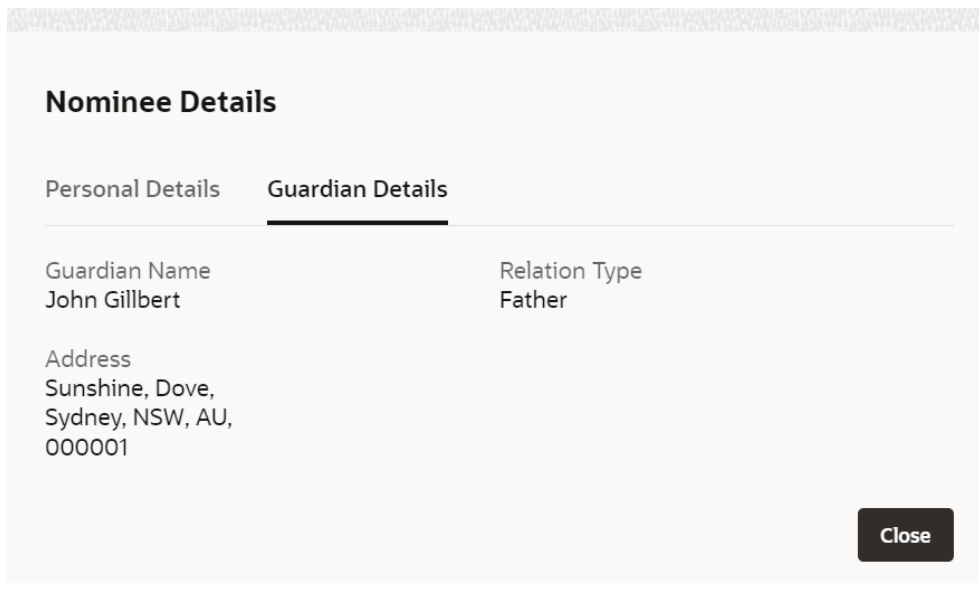 Nominee Details
Personal Details Guardian Details
Guardian Name Relation Type
John Gillbert Father
Address
Sunshine, Dove,
Sydney, NSW, AU,
000001
Close